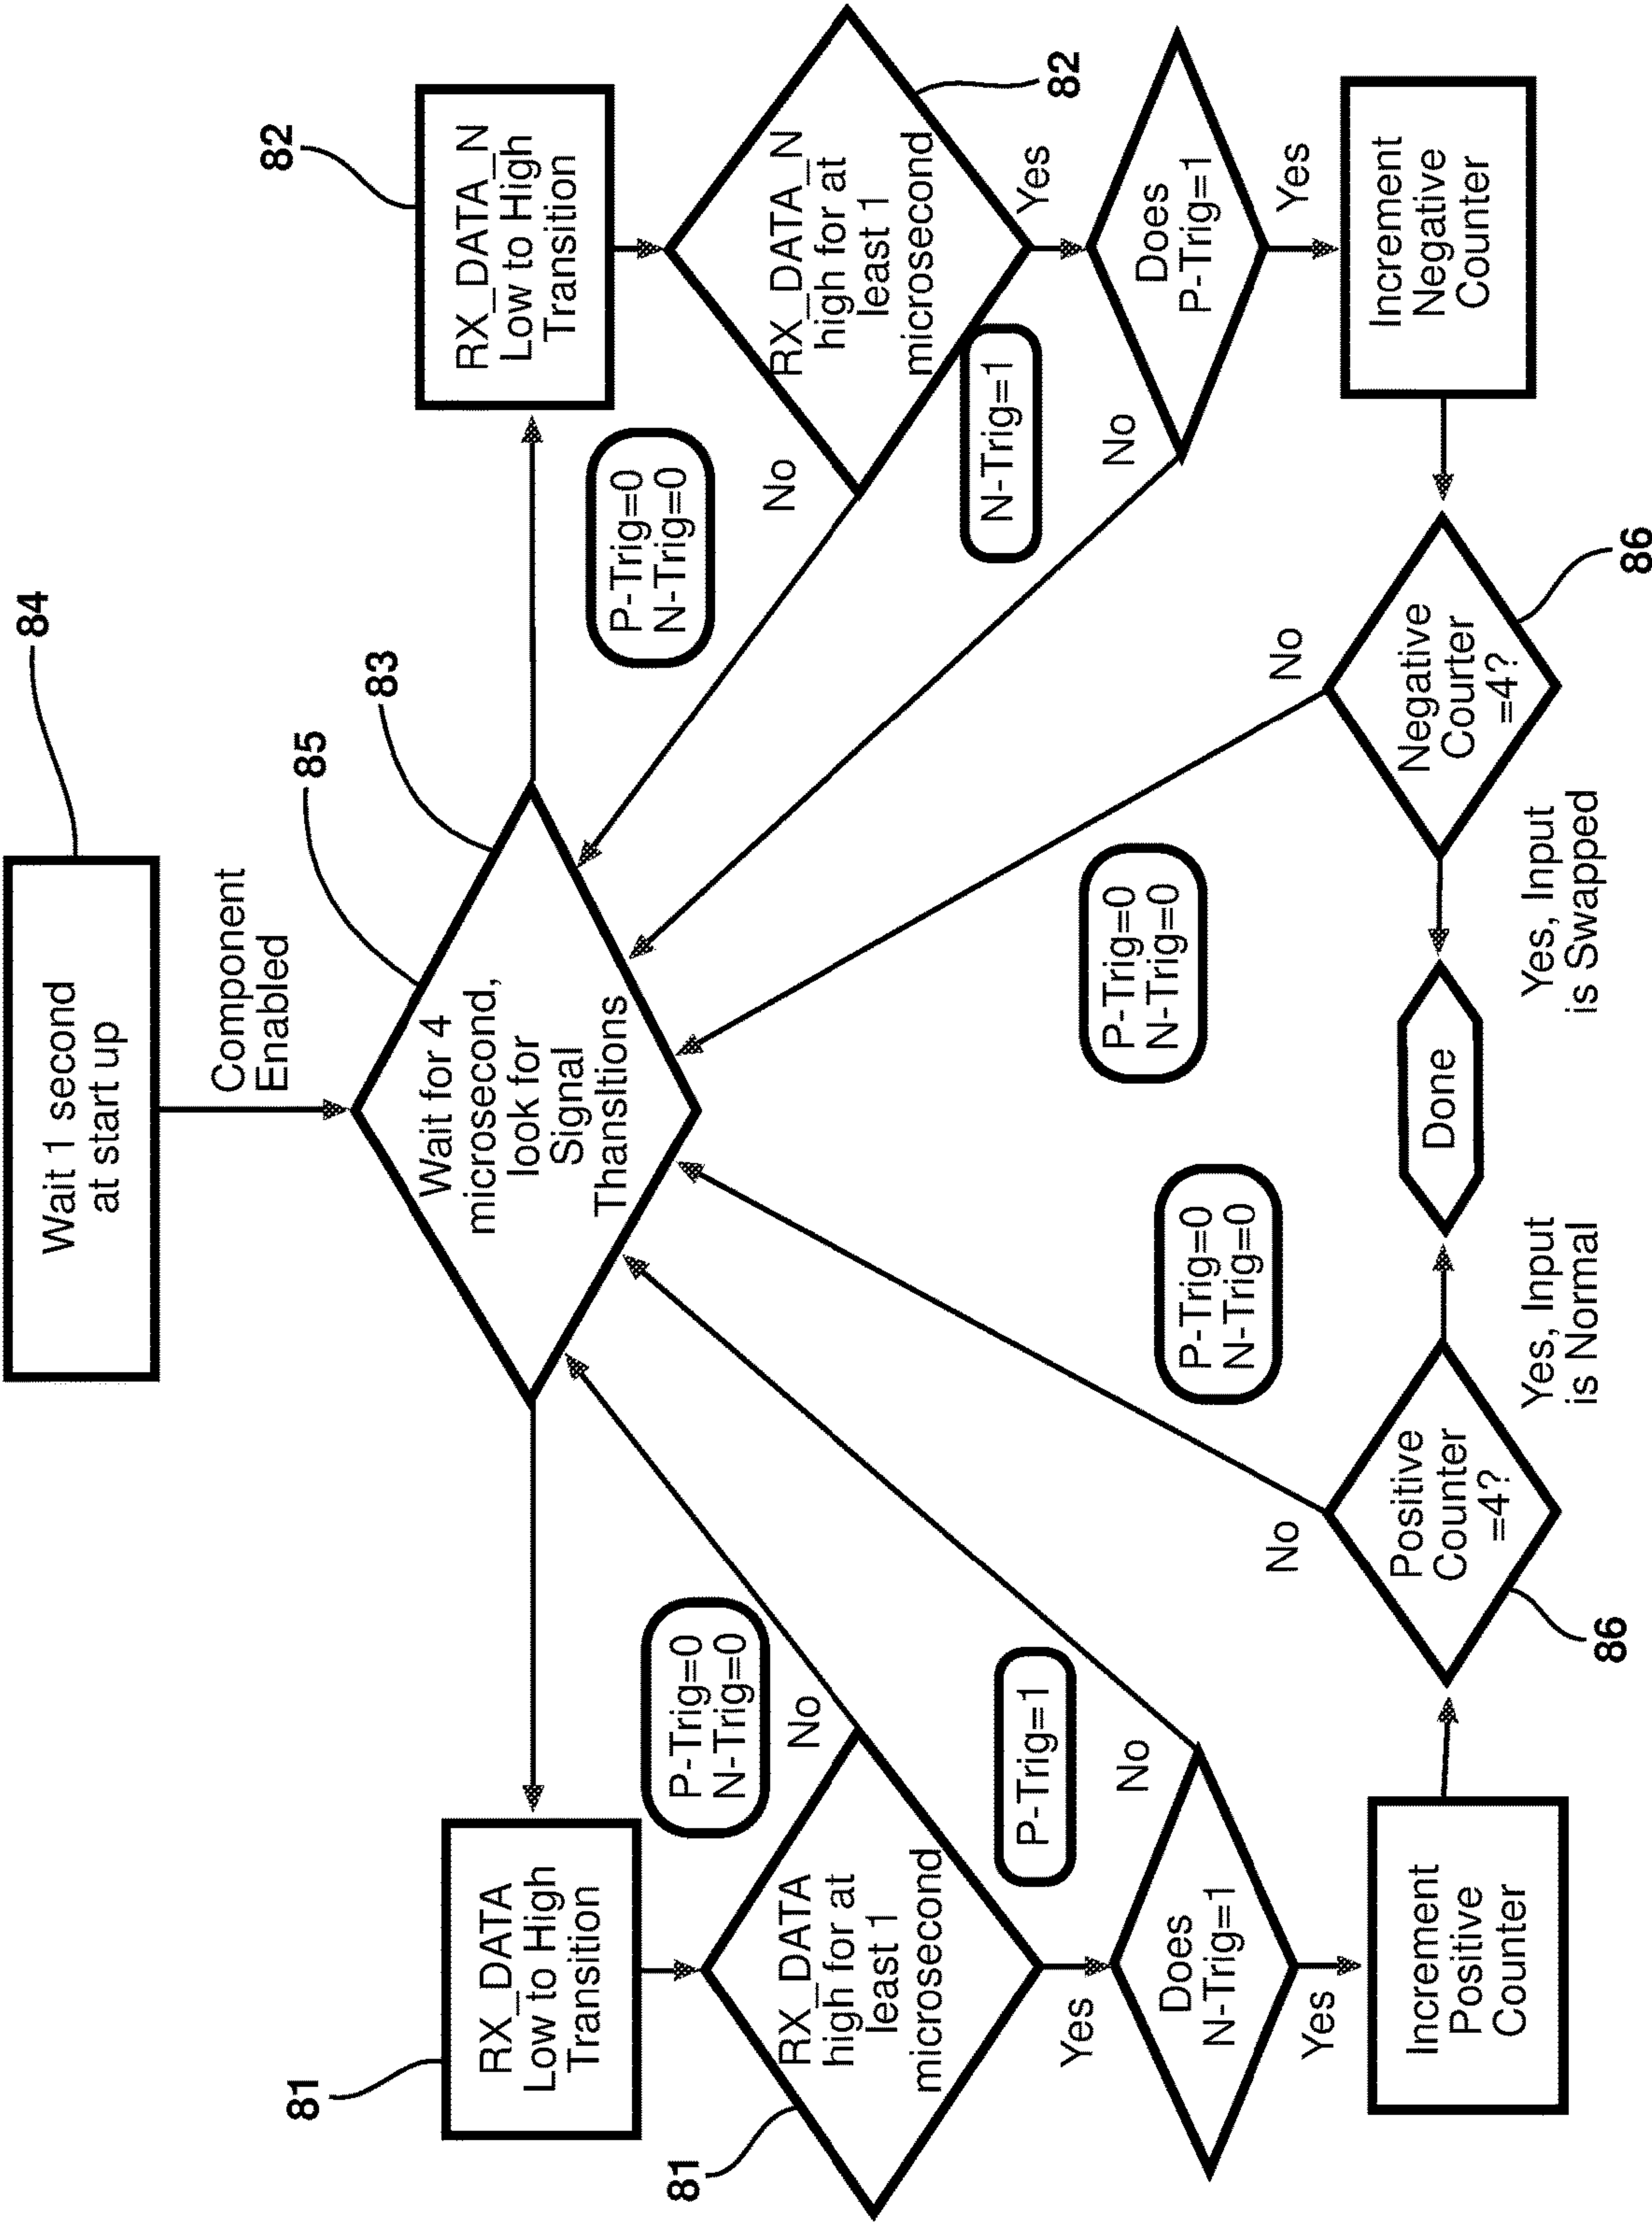 84
Wait 1 second
at start up
Component
Enabled
85
83
Wait for 4
microsecond,
look for
Signal
Thansitions
81
RX_DATA
Low to High
Transition
81
RX_DATA
high for at
least 1
microsecond
P-Trig=0
N-Trig=0
No
Yes
P-Trig=1
Does
N-Trig=1
No
Yes
Increment
Positive
Counter
Positive
Counter
=4?
86
No
P-Trig=0
N-Trig=0
Yes, Input
is Normal
Done
82
RX_DATA_N
Low to High
Transition
82
RX_DATA_N
high for at
least 1
microsecond
P-Trig=0
N-Trig=0
No
Yes
N-Trig=1
Does
P-Trig=1
No
Yes
Increment
Negative
Counter
Negative
Courter
=4?
86
No
P-Trig=0
N-Trig=0
Yes, Input
is Swapped